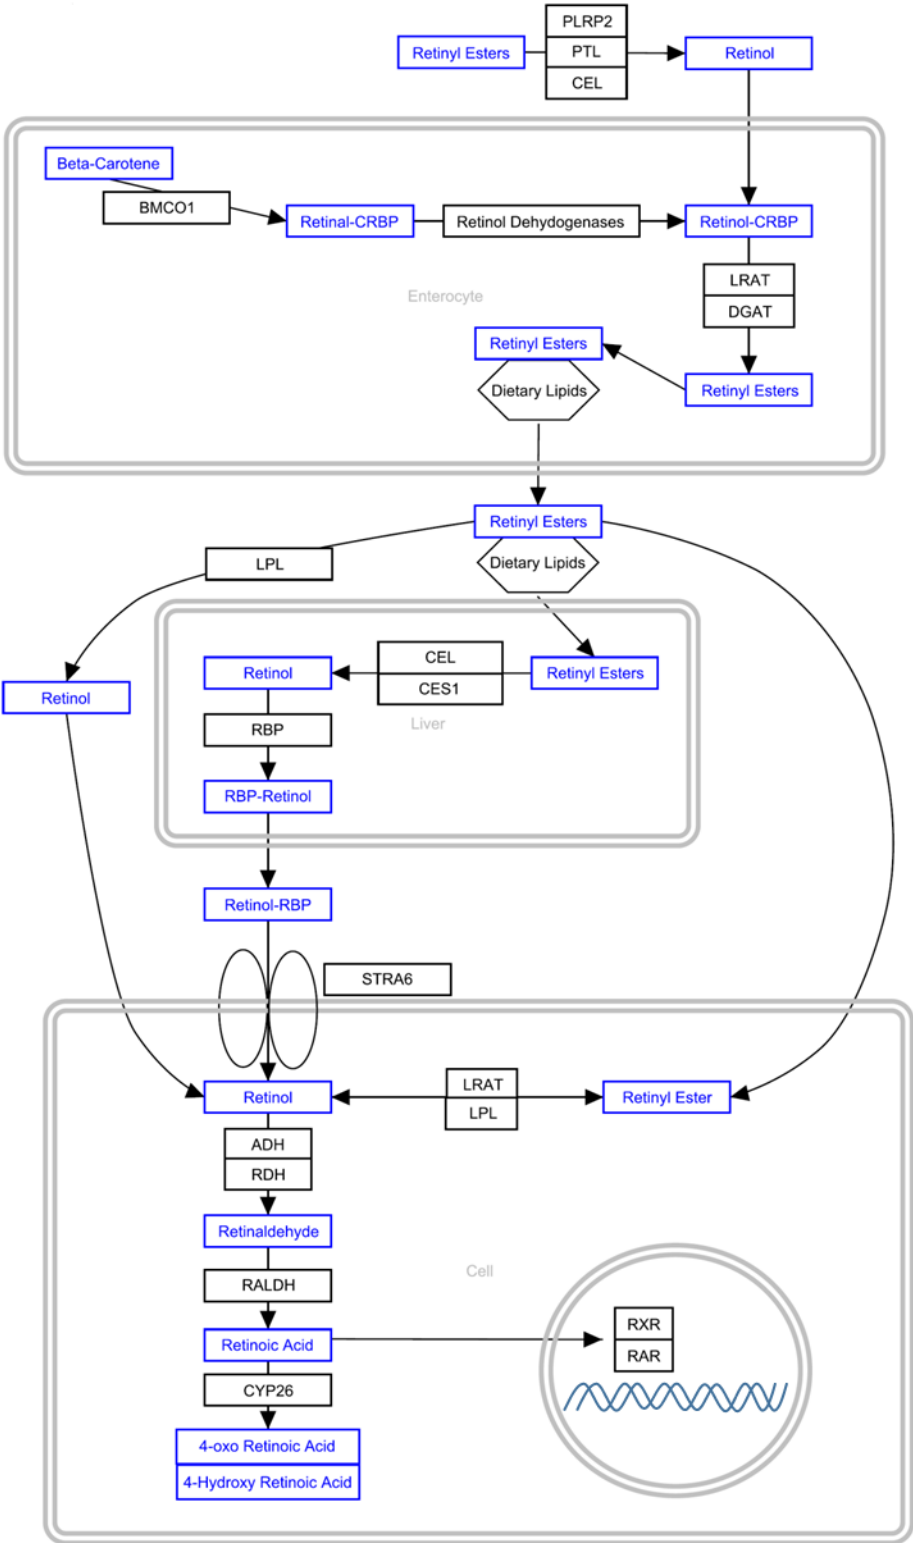 PLRP2
Retinyl Esters
PTL
Retinol
CEL
Beta-Carotene
BMCO1
Retinal-CRBP
Retinol Dehydogenases
Retinol-CRBP
LRAT
Enterocyte
DGAT
Retinyl Esters
Dietary Lipids
Retinyl Esters
Retinyl Esters
LPL
Dietary Lipids
CEL
Retinol
Retinyl Esters
CES1
Retinol
Liver
RBP
RBP-Retinol
Retinol-RBP
STRA6
LRAT
Retinol
Retinyl Ester
LPL
ADH
RDH
Retinaldehyde
Cell
RALDH
RXR
Retinoic Acid
RAR
CYP26
4-oxo Retinoic Acid
4-Hydroxy Retinoic Acid